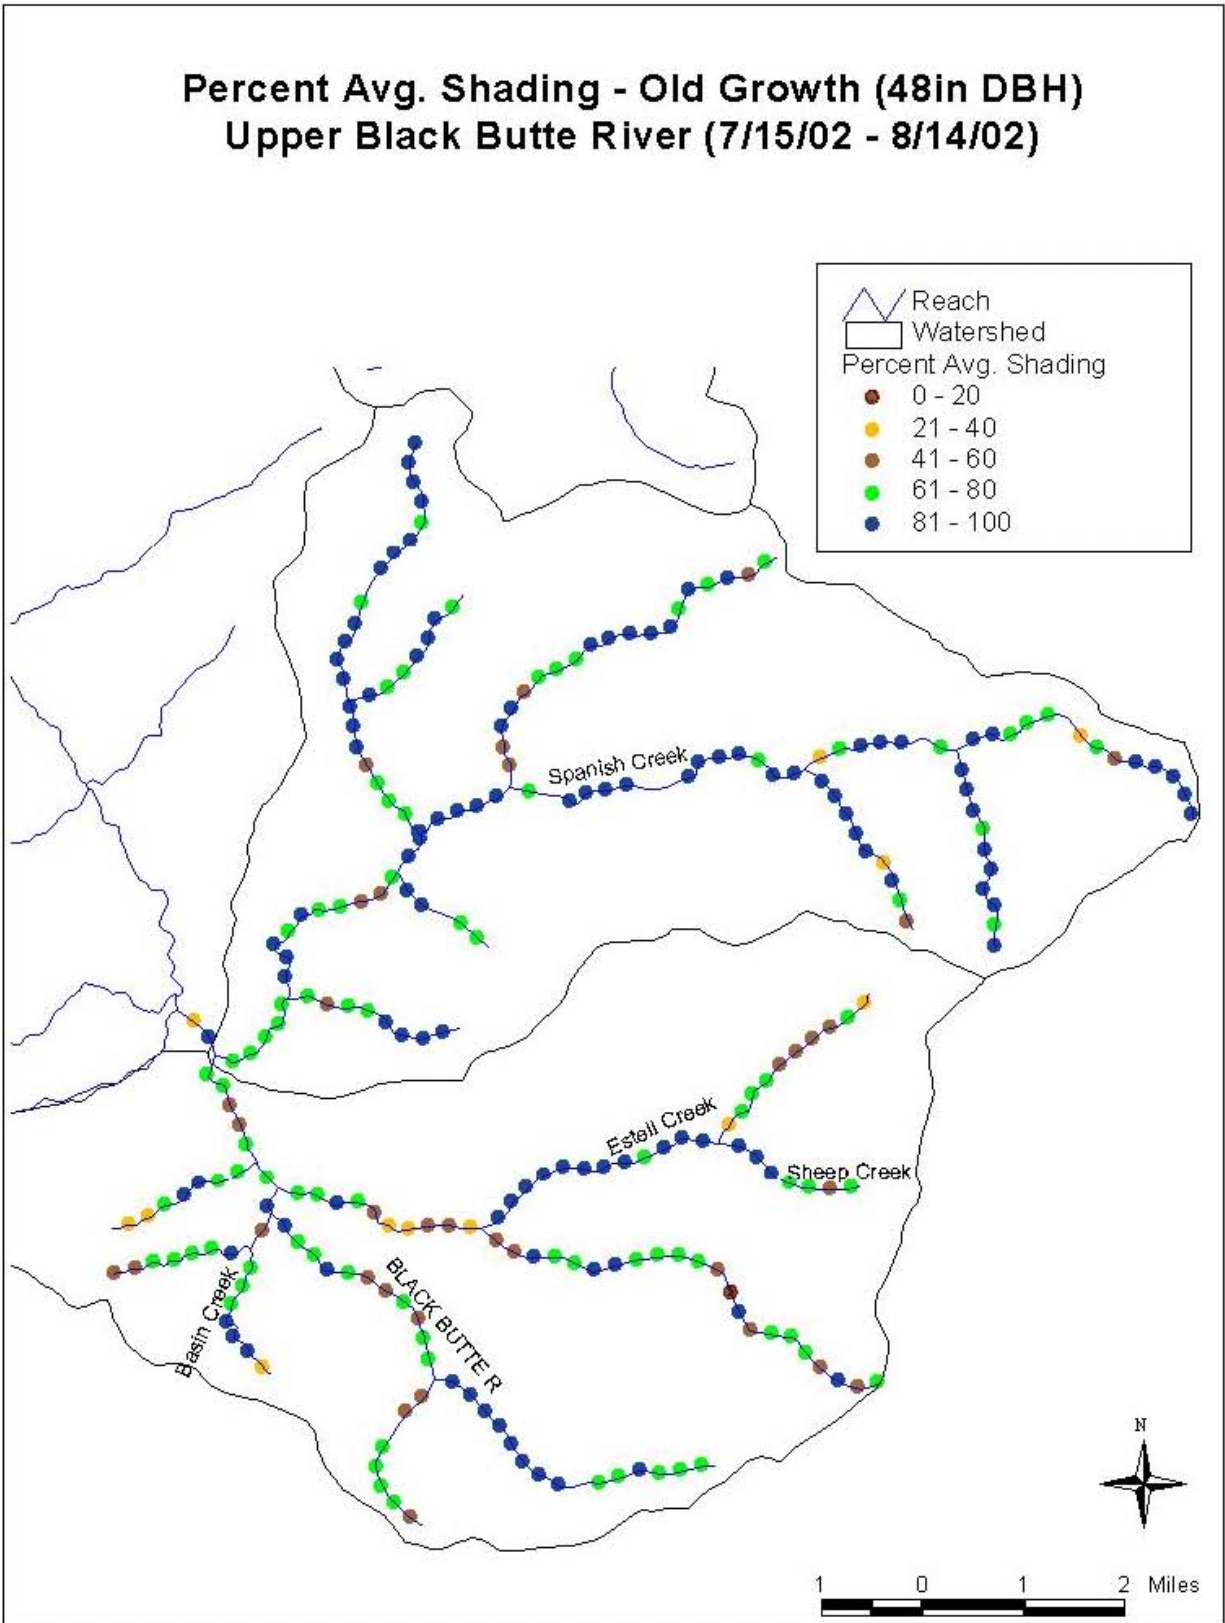 Percent Avg. Shading - Old Growth (48in DBH)
Upper Black Butte River (7/15/02 - 8/14/02)
Reach
Watershed
Percent Avg. Shading
0 - 20
21 - 40
41 - 60
61 - 80
81 - 100
Spanish Creek
Estell Creek
Sheep Creek
BLACK BUTTE R
Basin Creek
N
1 0 1 2 Miles